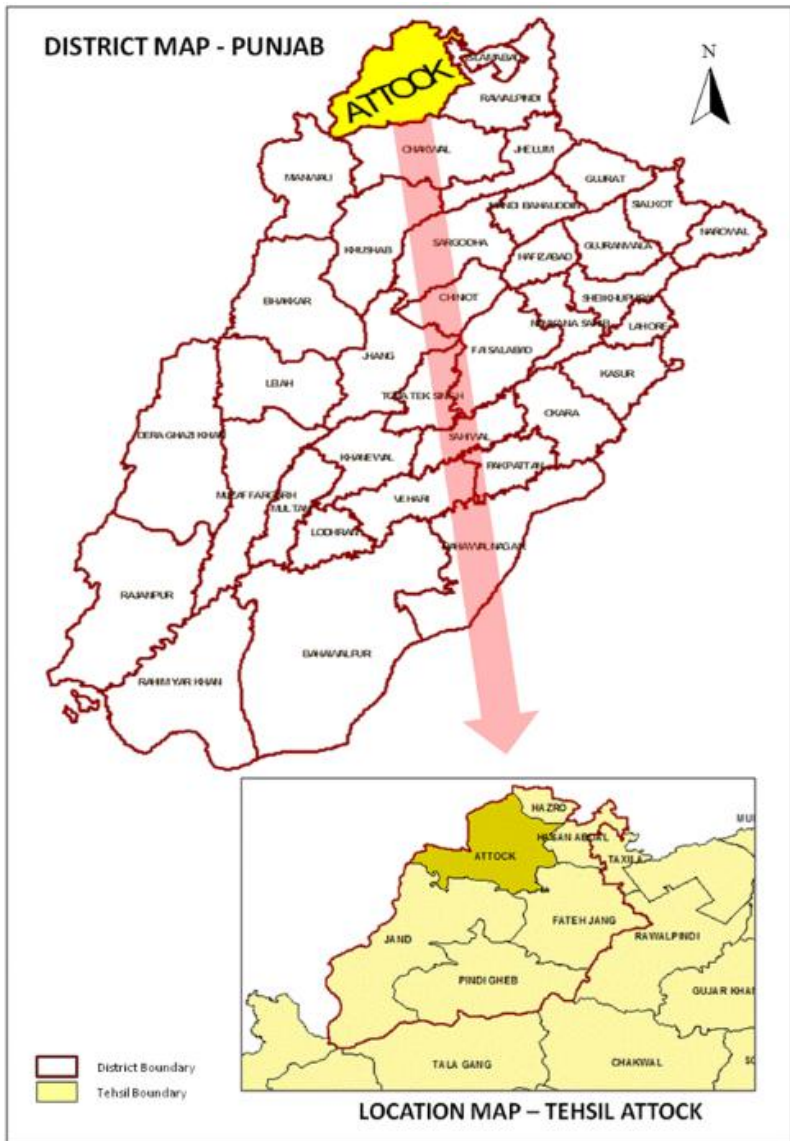 DISTRICT MAP - PUNJAB
N
ATTOCK
ISLAMABAD
RAWALPINDI
CHAKWAL
JHELUM
MIANWALI
GUJRAT
MANDI BAHAUDDIN
SIALKOT
NAROWAL
KHUSHAB
SARGODHA
HAFIZABAD
GUJRANWALA
BHAKKAR
CHINIOT
SHEIKHUPURA
NANKANA SAHIB
LAHORE
JHANG
FAISALABAD
KASUR
LEIAH
TOBA TEK SINGH
OKARA
DERA GHAZI KHAN
SAHIWAL
KHANEWAL
PAKPATTAN
MUZAFFARGARH
VEHARI
MULTAN
LODHRAN
BAHAWALNAGAR
RAJANPUR
BAHAWALPUR
RAHIM YAR KHAN
HAZRO
MU
HASAN ABDAL
ATTOCK
TAXILA
FATEH JANG
JAND
RAWALPINDI
PINDI GHEB
GUJAR KHAN
TALA GANG
CHAKWAL
SO
District Boundary
Tehsil Boundary
LOCATION MAP – TEHSIL ATTOCK